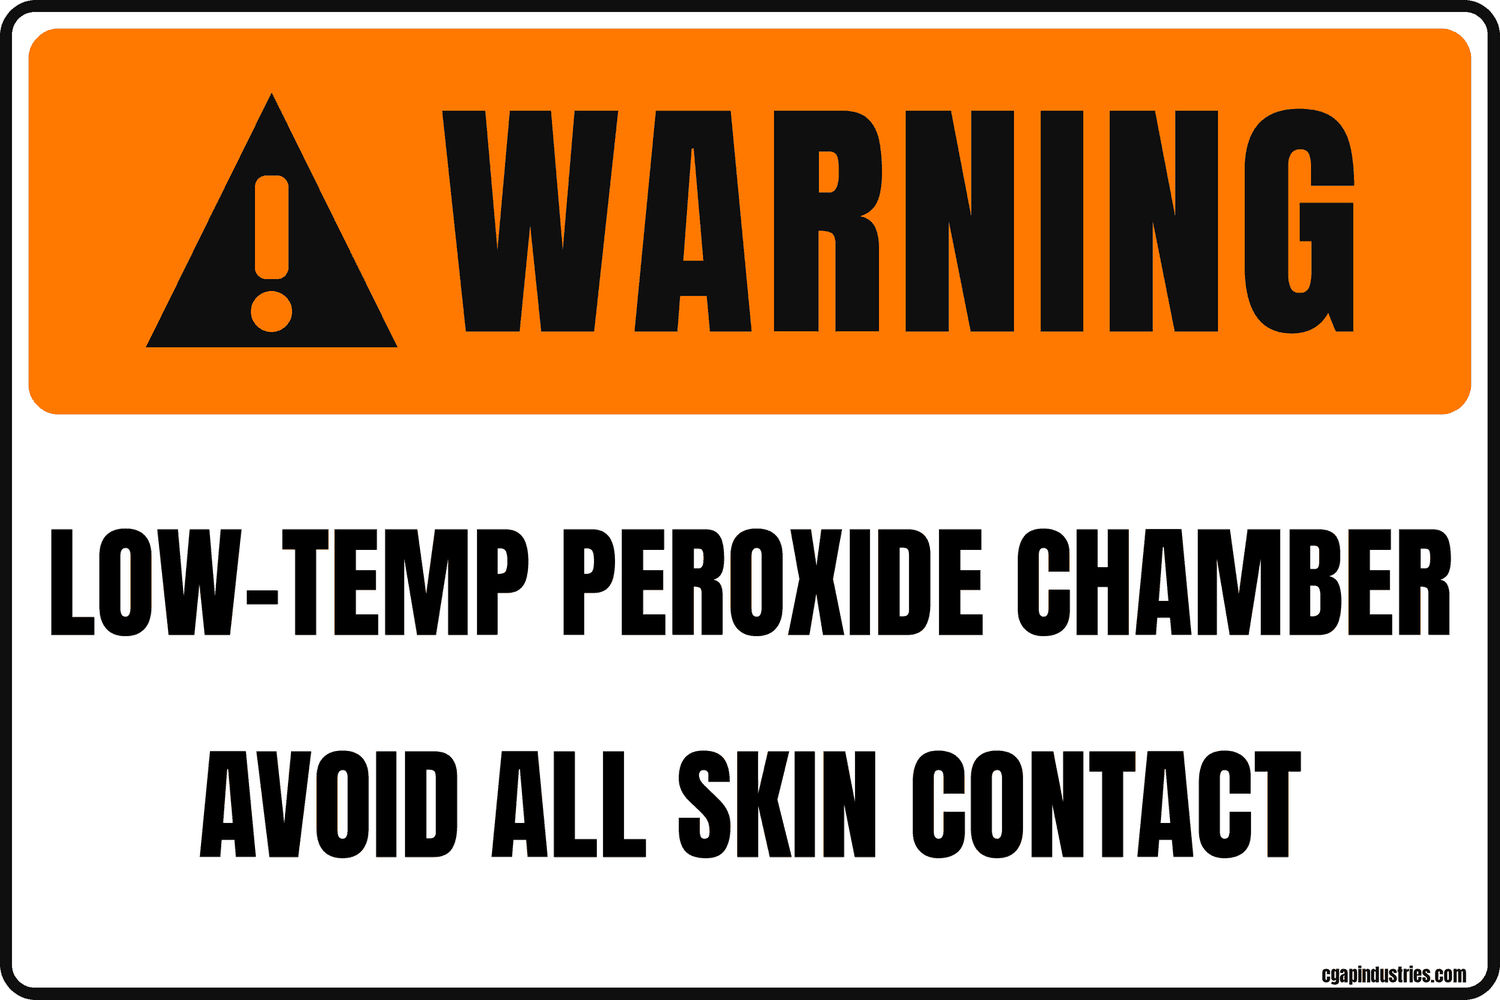 WARNING
LOW-TEMP PEROXIDE CHAMBER
AVOID ALL SKIN CONTACT
cgapindustries.com